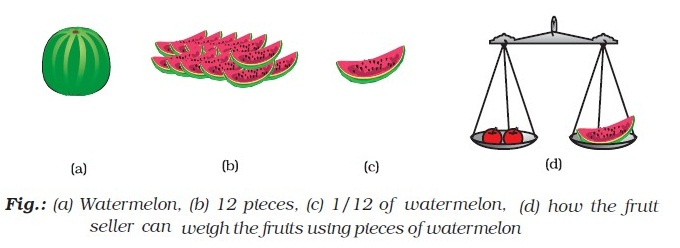 (a) (b) (c) (d)
Fig.: (a) Watermelon, (b) 12 pieces, (c) 1/12 of watermelon, (d) how the fruit
seller can weigh the fruits using pieces of watermelon